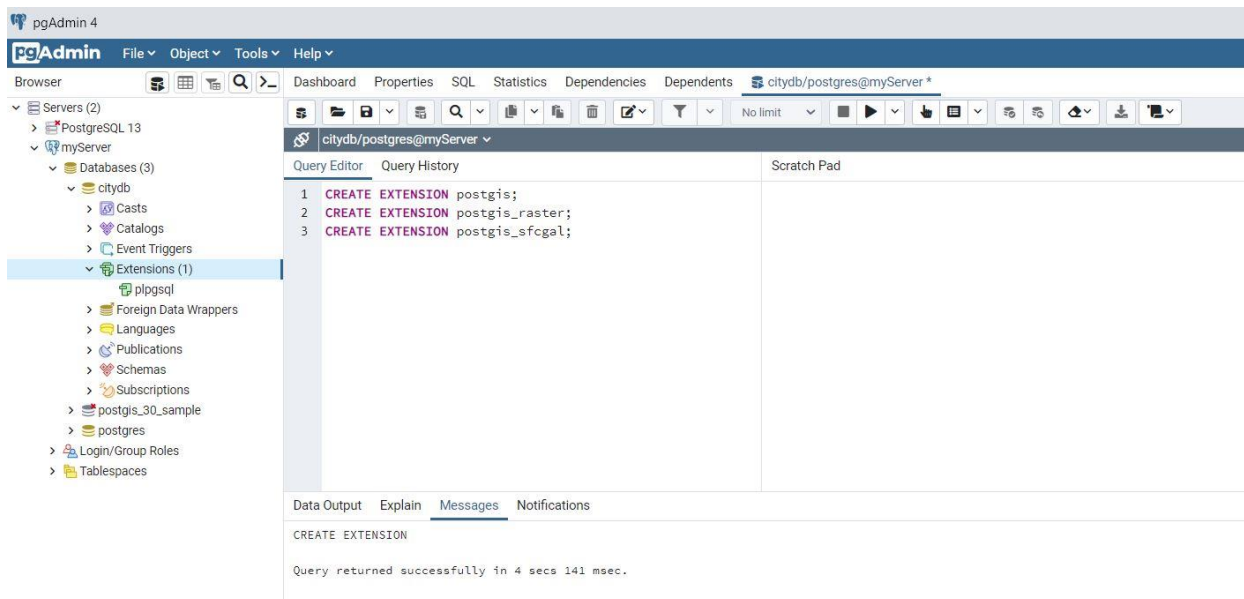 pgAdmin 4
pgAdmin File Object Tools Help
Browser Dashboard Properties SQL Statistics Dependencies Dependents citydb/postgres@myServer *
Servers (2)
PostgreSQL 13
myServer
Databases (3)
citydb
Casts
Catalogs
Event Triggers
Extensions (1)
plpgsql
Foreign Data Wrappers
Languages
Publications
Schemas
Subscriptions
postgis_30_sample
postgres
Login/Group Roles
Tablespaces
No limit
citydb/postgres@myServer
Query Editor Query History Scratch Pad
1 CREATE EXTENSION postgis;
2 CREATE EXTENSION postgis_raster;
3 CREATE EXTENSION postgis_sfcgal;
Data Output Explain Messages Notifications
CREATE EXTENSION
Query returned successfully in 4 secs 141 msec.